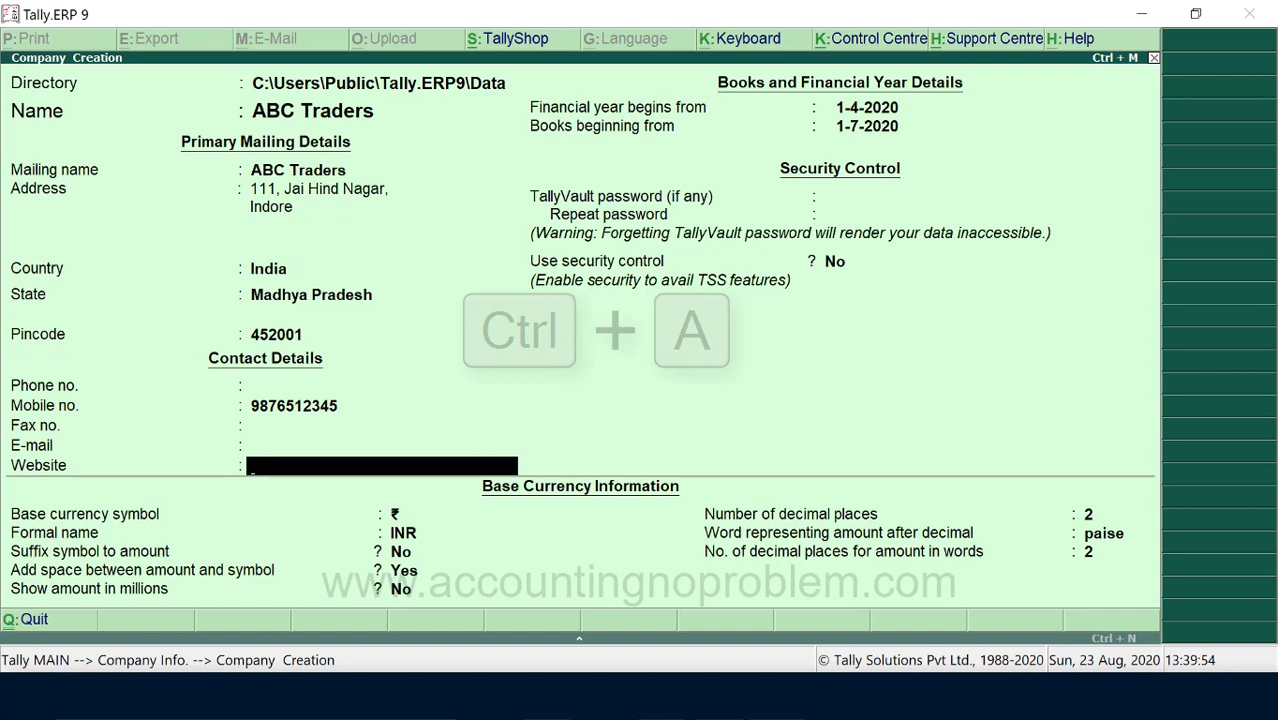 Tally.ERP 9
P: Print E: Export M: E-Mail O: Upload S: TallyShop G: Language K: Keyboard K: Control Centre H: Support Centre H: Help
Company Creation Ctrl + M
Directory : C:\Users\Public\Tally.ERP9\Data
Name : ABC Traders
Primary Mailing Details
Mailing name : ABC Traders
Address : 111, Jai Hind Nagar,
Indore
Country : India
State : Madhya Pradesh
Pincode : 452001
Contact Details
Phone no. :
Mobile no. : 9876512345
Fax no. :
E-mail :
Website :
Books and Financial Year Details
Financial year begins from : 1-4-2020
Books beginning from : 1-7-2020
Security Control
TallyVault password (if any) :
Repeat password :
(Warning: Forgetting TallyVault password will render your data inaccessible.)
Use security control ? No
(Enable security to avail TSS features)
Ctrl + A
Base Currency Information
Base currency symbol : ₹
Formal name : INR
Suffix symbol to amount ? No
Add space between amount and symbol ? Yes
Show amount in millions ? No
Number of decimal places : 2
Word representing amount after decimal : paise
No. of decimal places for amount in words : 2
www.accountingnoproblem.com
Q: Quit
Ctrl + N
Tally MAIN --> Company Info. --> Company Creation © Tally Solutions Pvt Ltd., 1988-2020 Sun, 23 Aug, 2020 13:39:54